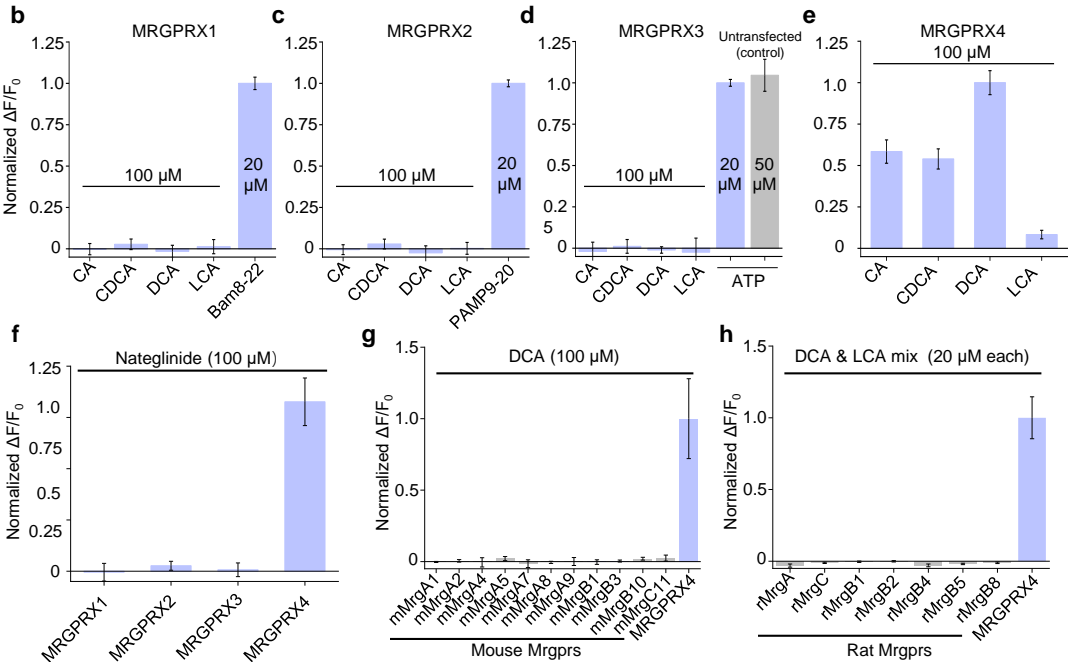 b
MRGPRX1
Normalized ΔF/F0
1.25
1.0
0.75
0.5
0.25
0
100 µM
20
µM
CA
CDCA
DCA
LCA
Bam8-22
c
MRGPRX2
1.25
1.0
0.75
0.5
0.25
0
100 µM
20
µM
CA
CDCA
DCA
LCA
PAMP9-20
d
MRGPRX3
Untransfected
(control)
1.25
1.0
0.75
0.5
0.25
5
0
100 µM
20
µM
50
µM
CA
CDCA
DCA
LCA
ATP
e
MRGPRX4
1.25
1.0
0.75
0.5
0.25
0
100 µM
CA
CDCA
DCA
LCA
f
Nateglinide (100 µM)
Normalized ΔF/F0
1.25
1.0
0.75
0.5
0.25
0
MRGPRX1
MRGPRX2
MRGPRX3
MRGPRX4
g
DCA (100 µM)
Normalized ΔF/F0
1.5
1.0
0.5
0
mMrgA1
mMrgA2
mMrgA4
mMrgA5
mMrgA7
mMrgA8
mMrgA9
mMrgB1
mMrgB3
mMrgB10
mMrgC11
MRGPRX4
Mouse Mrgprs
h
DCA & LCA mix (20 µM each)
Normalized ΔF/F0
1.5
1.0
0.5
0
rMrgA
rMrgC
rMrgB1
rMrgB2
rMrgB4
rMrgB5
rMrgB8
MRGPRX4
Rat Mrgprs